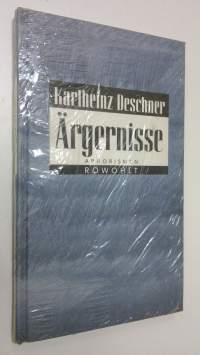 Karlheinz Deschner
Ärgernisse
APHORISMEN
ROWOHLT